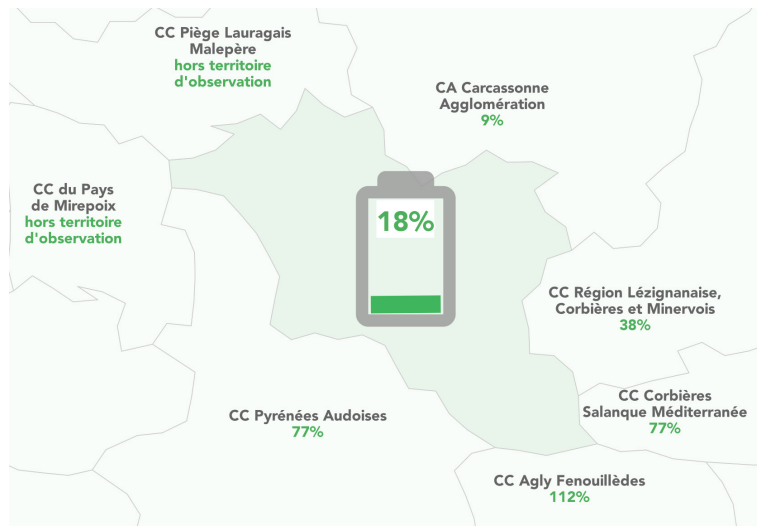 CC Piège Lauragais
Malepère
hors territoire
d'observation
CA Carcassonne
Agglomération
9%
CC du Pays
de Mirepoix
hors territoire
d'observation
18%
CC Région Lézignanaise,
Corbières et Minervois
38%
CC Pyrénées Audoises
77%
CC Corbières
Salanque Méditerranée
77%
CC Agly Fenouillèdes
112%